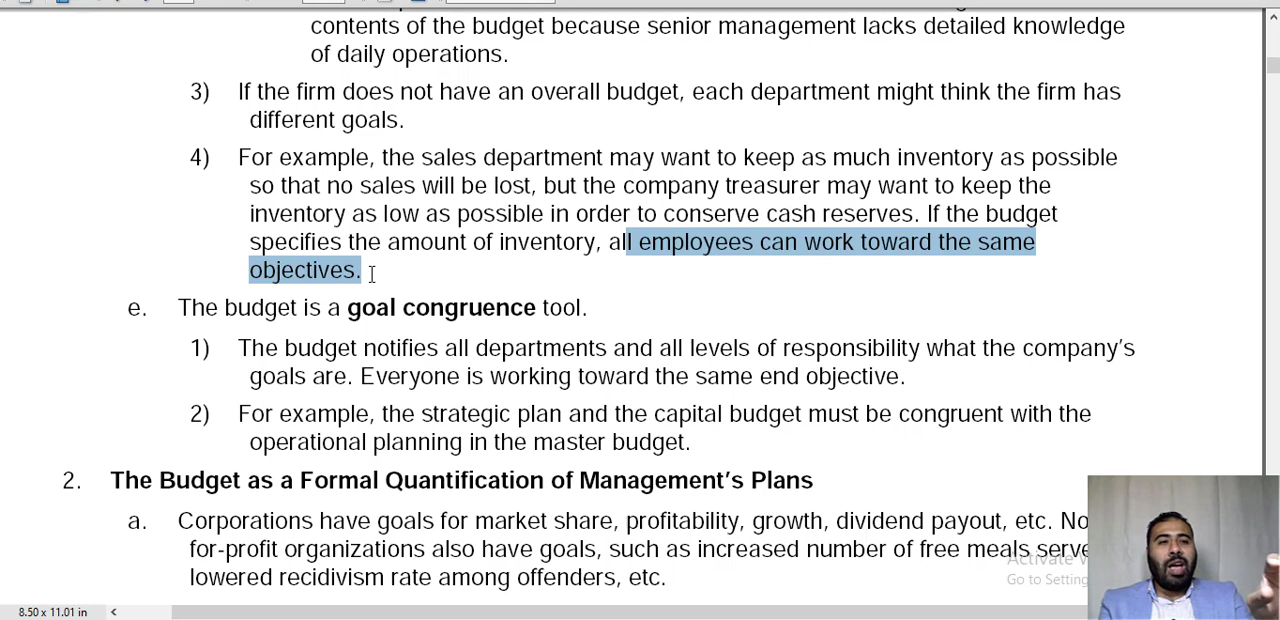 contents of the budget because senior management lacks detailed knowledge
of daily operations.
3) If the firm does not have an overall budget, each department might think the firm has
different goals.
4) For example, the sales department may want to keep as much inventory as possible
so that no sales will be lost, but the company treasurer may want to keep the
inventory as low as possible in order to conserve cash reserves. If the budget
specifies the amount of inventory, all employees can work toward the same
objectives.
e. The budget is a goal congruence tool.
1) The budget notifies all departments and all levels of responsibility what the company's
goals are. Everyone is working toward the same end objective.
2) For example, the strategic plan and the capital budget must be congruent with the
operational planning in the master budget.
2. The Budget as a Formal Quantification of Management's Plans
a. Corporations have goals for market share, profitability, growth, dividend payout, etc. No
for-profit organizations also have goals, such as increased number of free meals serve
lowered recidivism rate among offenders, etc.
Activate
Go to Setting
8.50 x 11.01 in